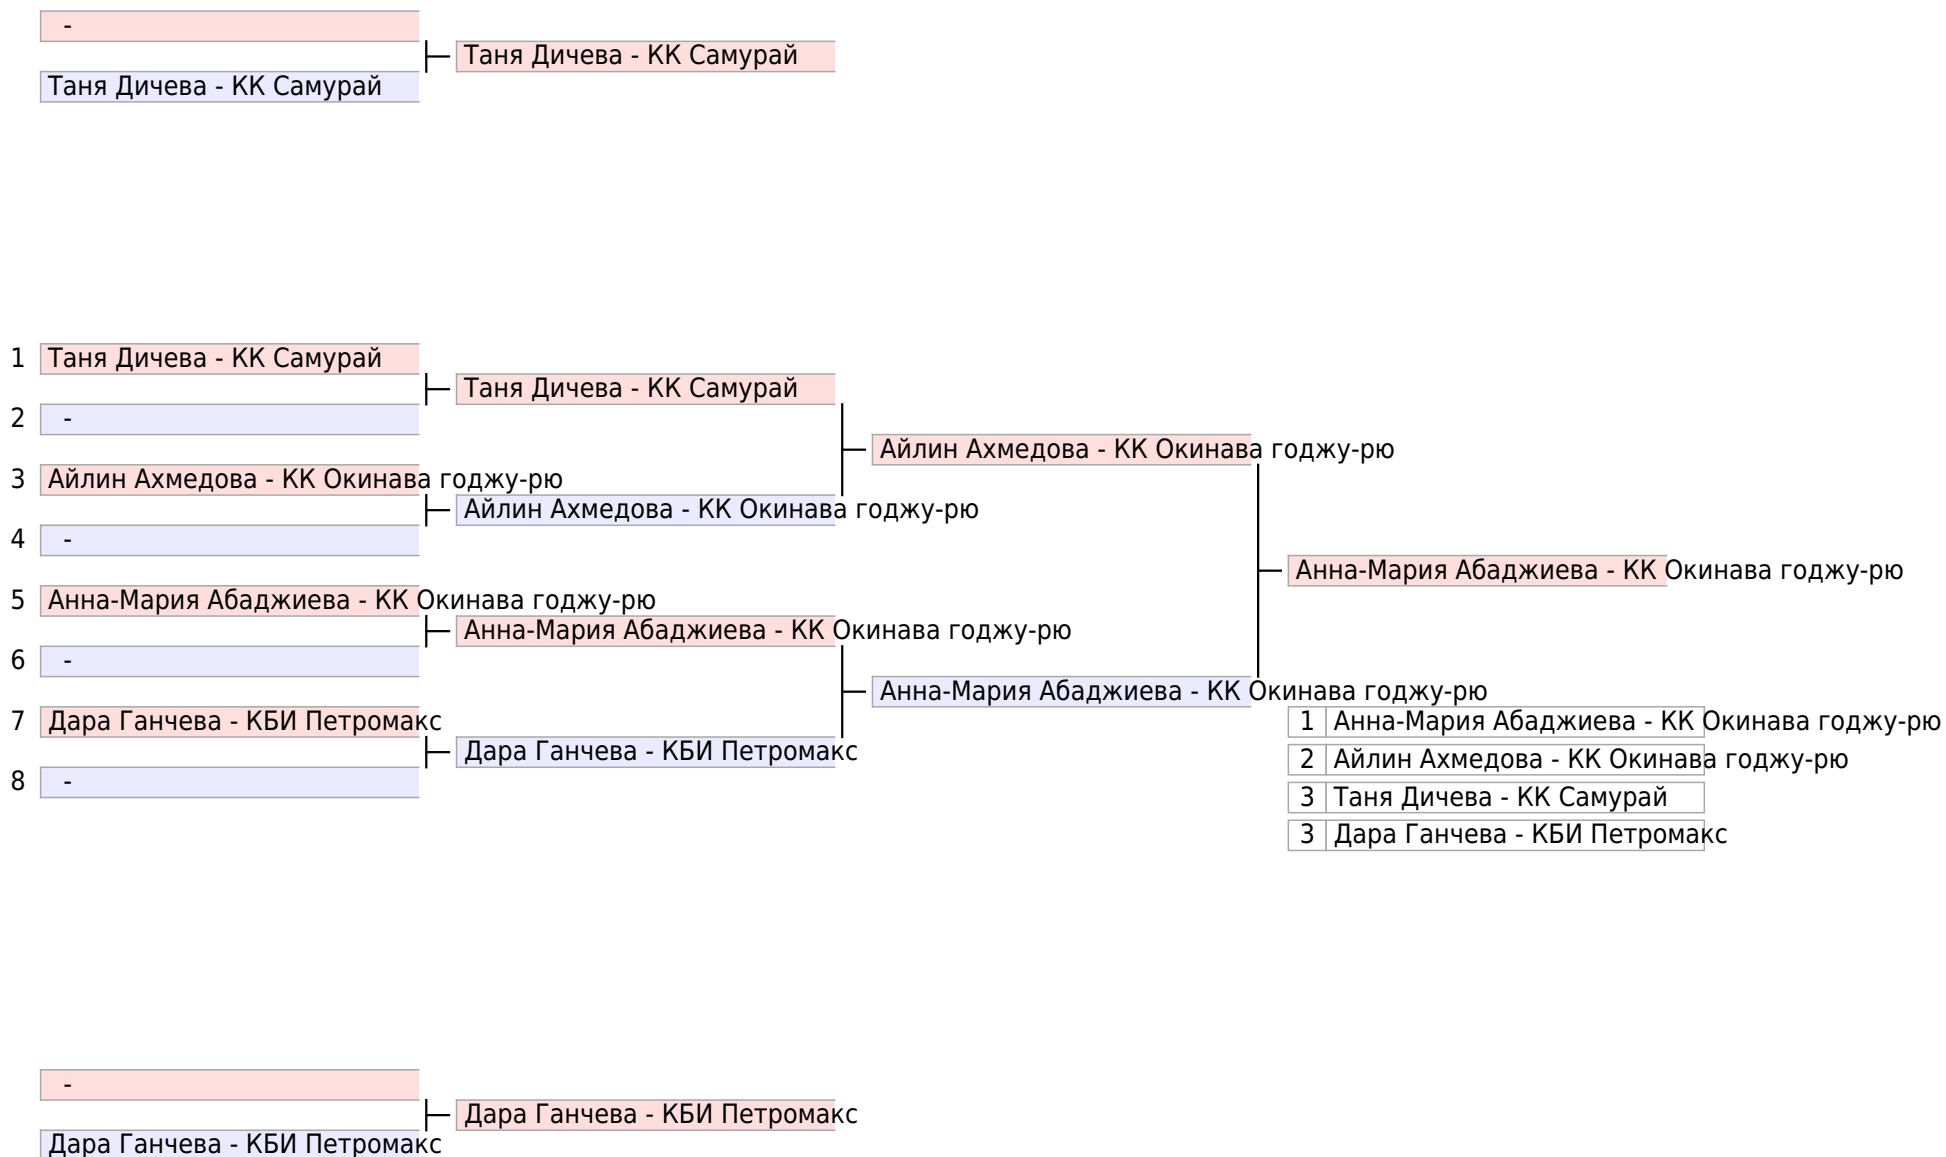 -
Таня Дичева - КК Самурай
Таня Дичева - КК Самурай
1 Таня Дичева - КК Самурай
Таня Дичева - КК Самурай
2 -
Айлин Ахмедова - КК Окинава годжу-рю
3 Айлин Ахмедова - КК Окинава годжу-рю
Айлин Ахмедова - КК Окинава годжу-рю
4 -
Анна-Мария Абаджиева - КК Окинава годжу-рю
5 Анна-Мария Абаджиева - КК Окинава годжу-рю
Анна-Мария Абаджиева - КК Окинава годжу-рю
6 -
Анна-Мария Абаджиева - КК Окинава годжу-рю
7 Дара Ганчева - КБИ Петромакс
1 Анна-Мария Абаджиева - КК Окинава годжу-рю
Дара Ганчева - КБИ Петромакс
2 Айлин Ахмедова - КК Окинава годжу-рю
8 -
3 Таня Дичева - КК Самурай
3 Дара Ганчева - КБИ Петромакс
-
Дара Ганчева - КБИ Петромакс
Дара Ганчева - КБИ Петромакс